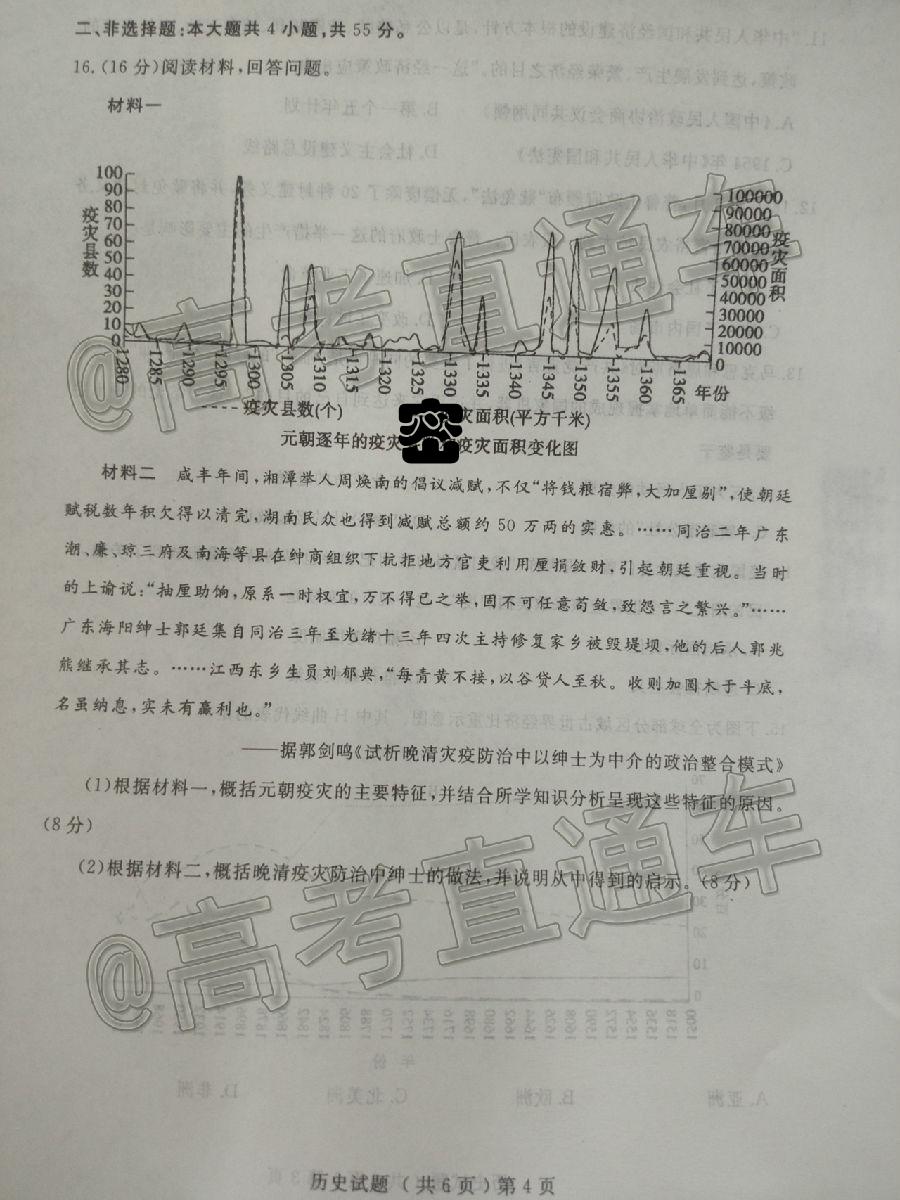 二、非选择题:本大题共 4 小题,共 55 分。
16.(16 分)阅读材料,回答问题。
材料一
疫灾县数
100
90
80
70
60
50
40
30
20
10
0
100000
90000
80000
70000
60000
50000
40000
30000
20000
10000
0
疫灾面积
1280
1285
1290
1295
1300
1305
1310
1315
1320
1325
1330
1335
1340
1345
1350
1355
1360
1365
年份
疫灾县数(个)
疫灾面积(平方千米)
元朝逐年的疫灾 疫灾面积变化图
材料二 咸丰年间,湘潭举人周焕南的倡议减赋,不仅“将钱粮宿弊,大加厘剔”,使朝廷
赋税数年积欠得以清完,湖南民众也得到减赋总额约 50 万两的实惠。……同治二年广东
潮、廉、琼三府及南海等县在绅商组织下抗拒地方官吏利用厘捐敛财,引起朝廷重视。当时
的上谕说:“抽厘助饷,原系一时权宜,万不得已之举,固不可任意苛敛,致怨言之繁兴。”……
广东海阳绅士郭廷集自同治三年至光绪十三年四次主持修复家乡被毁堤坝,他的后人郭兆
熊继承其志。……江西东乡生员刘郁典,“每青黄不接,以谷贷人至秋。收则加圆木于斗底,
名虽纳息,实未有赢利也。”
——据郭剑鸣《试析晚清灾疫防治中以绅士为中介的政治整合模式》
(1)根据材料一,概括元朝疫灾的主要特征,并结合所学知识分析呈现这些特征的原因。
(8 分)
(2)根据材料二,概括晚清疫灾防治中绅士的做法,并说明从中得到的启示。(8 分)
历史试题 (共 6 页) 第 4 页
@高考直通车
@高考直通车